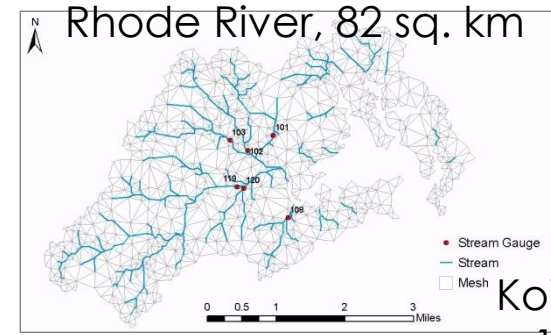 Rhode River, 82 sq. km
N
103
101
102
119
120
108
Stream Gauge
Stream
Mesh
0 0.5 1 2 3
Miles